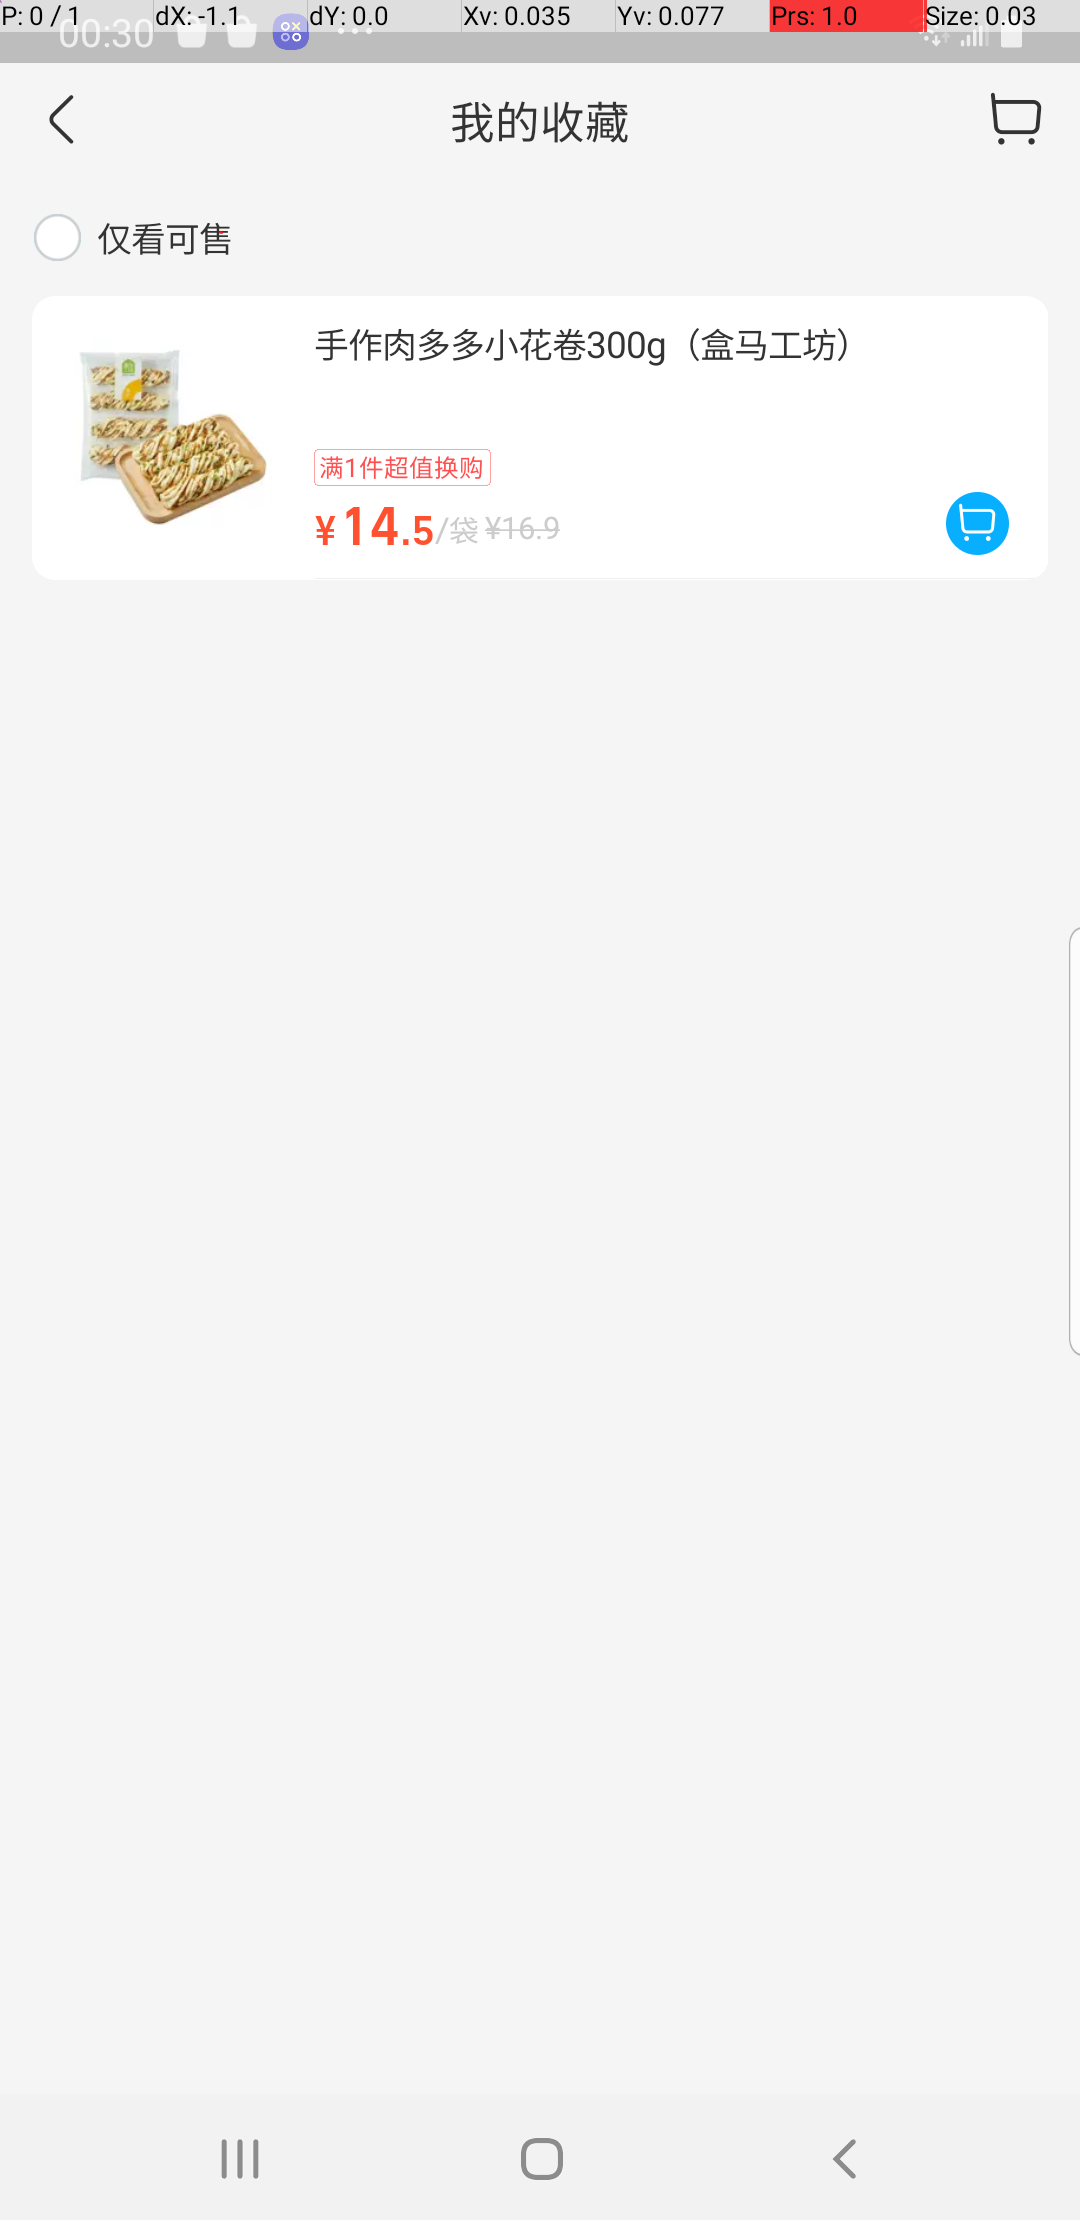 P: 0 / 1 dX: -1.1 dY: 0.0 Xv: 0.035 Yv: 0.077 Prs: 1.0 Size: 0.03
00:30
我的收藏
仅看可售
手作肉多多小花卷300g（盒马工坊）
满1件超值换购
¥14.5/袋 ¥16.9